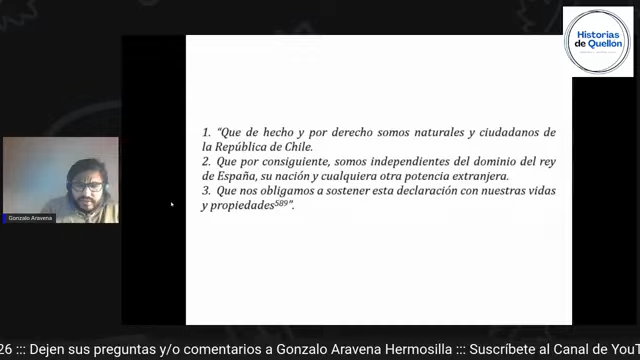 Historias
de Quellón
1. “Que de hecho y por derecho somos naturales y ciudadanos de
la República de Chile.
2. Que por consiguiente, somos independientes del dominio del rey
de España, su nación y cualquiera otra potencia extranjera.
3. Que nos obligamos a sostener esta declaración con nuestras vidas
y propiedades⁵⁸⁹”.
Gonzalo Aravena
26 ::: Dejen sus preguntas y/o comentarios a Gonzalo Aravena Hermosilla ::: Suscríbete al Canal de YouT